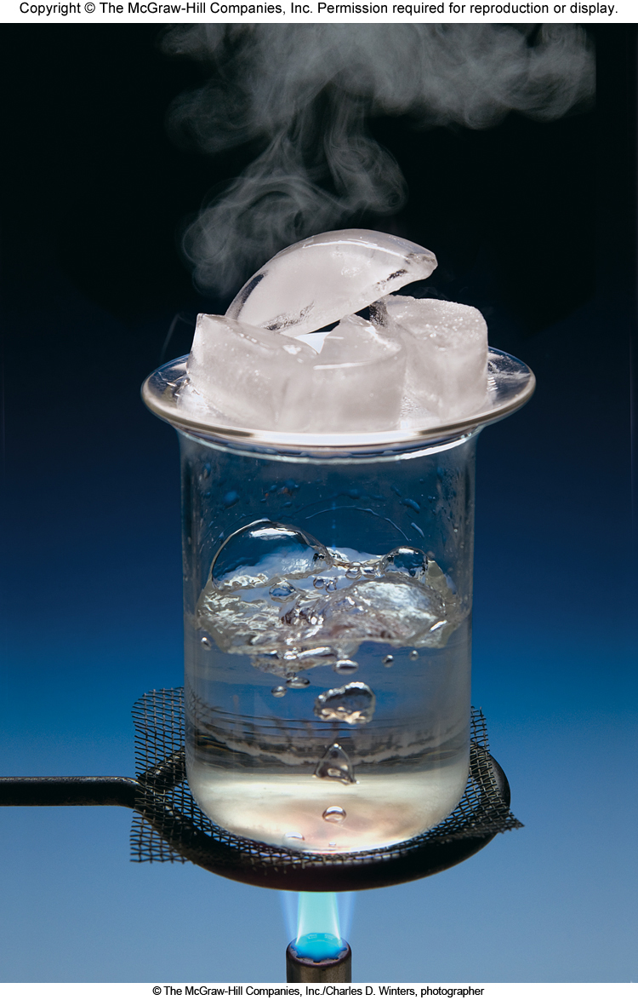 Copyright © The McGraw-Hill Companies, Inc. Permission required for reproduction or display.
© The McGraw-Hill Companies, Inc./Charles D. Winters, photographer